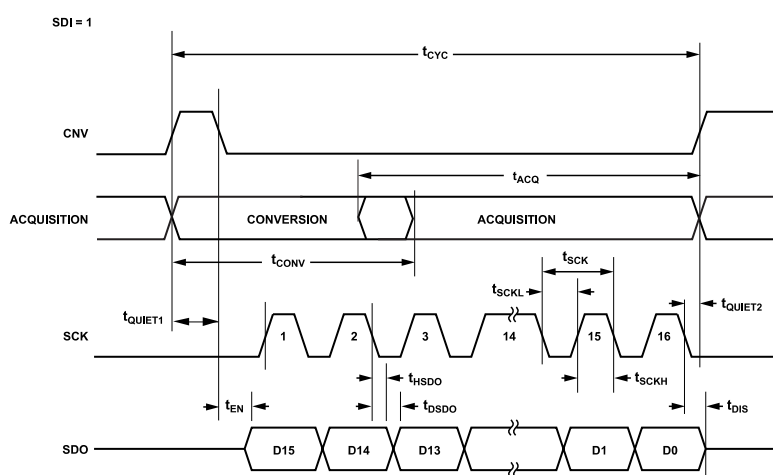 SDI = 1
tCYC
CNV
tACQ
ACQUISITION CONVERSION ACQUISITION
tCONV
tSCK
tSCKL
tQUIET1
tQUIET2
SCK 1 2 3 14 15 16
tHSDO
tSCKH
tEN
tDSDO
tDIS
SDO D15 D14 D13 D1 D0